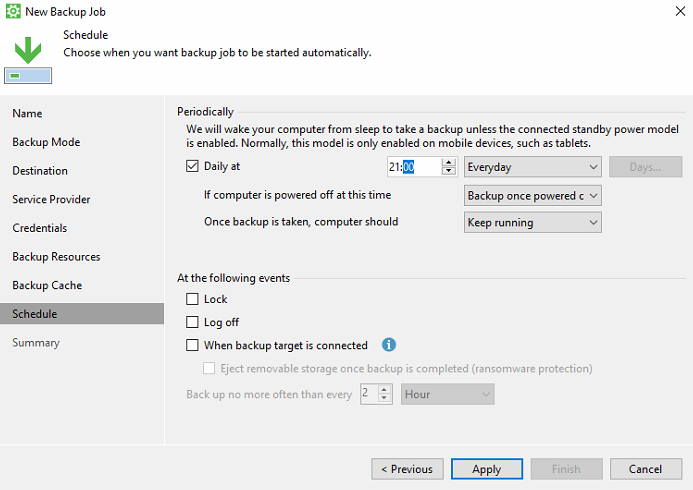 New Backup Job
Schedule
Choose when you want backup job to be started automatically.
Name
Backup Mode
Destination
Service Provider
Credentials
Backup Resources
Backup Cache
Schedule
Summary
Periodically
We will wake your computer from sleep to take a backup unless the connected standby power model
is enabled. Normally, this model is only enabled on mobile devices, such as tablets.
Daily at 21:00 Everyday Days...
If computer is powered off at this time Backup once powered c
Once backup is taken, computer should Keep running
At the following events
Lock
Log off
When backup target is connected
Eject removable storage once backup is completed (ransomware protection)
Back up no more often than every 2 Hour
< Previous Apply Finish Cancel